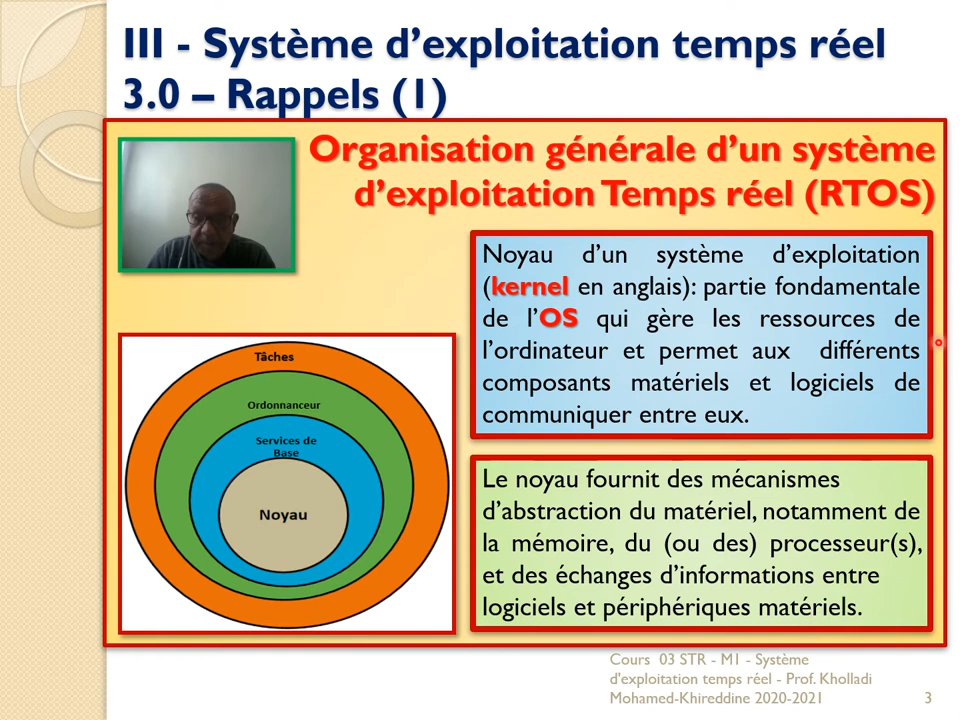 III - Système d’exploitation temps réel
3.0 – Rappels (1)
Organisation générale d’un système
d’exploitation Temps réel (RTOS)
Noyau d’un système d’exploitation
(kernel en anglais): partie fondamentale
de l’OS qui gère les ressources de
l’ordinateur et permet aux différents
composants matériels et logiciels de
communiquer entre eux.
Tâches
Ordonnanceur
Services de
Base
Noyau
Le noyau fournit des mécanismes
d’abstraction du matériel, notamment de
la mémoire, du (ou des) processeur(s),
et des échanges d’informations entre
logiciels et périphériques matériels.
Cours 03 STR - M1 - Système
d'exploitation temps réel - Prof. Kholladi
Mohamed-Khireddine 2020-2021
3